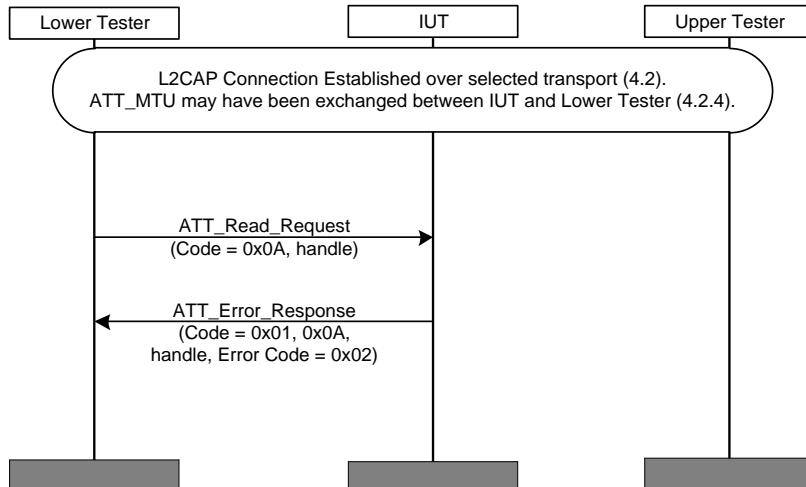 Lower Tester
IUT
Upper Tester
L2CAP Connection Established over selected transport (4.2).
ATT_MTU may have been exchanged between IUT and Lower Tester (4.2.4).
ATT_Read_Request
(Code = 0x0A, handle)
ATT_Error_Response
(Code = 0x01, 0x0A,
handle, Error Code = 0x02)